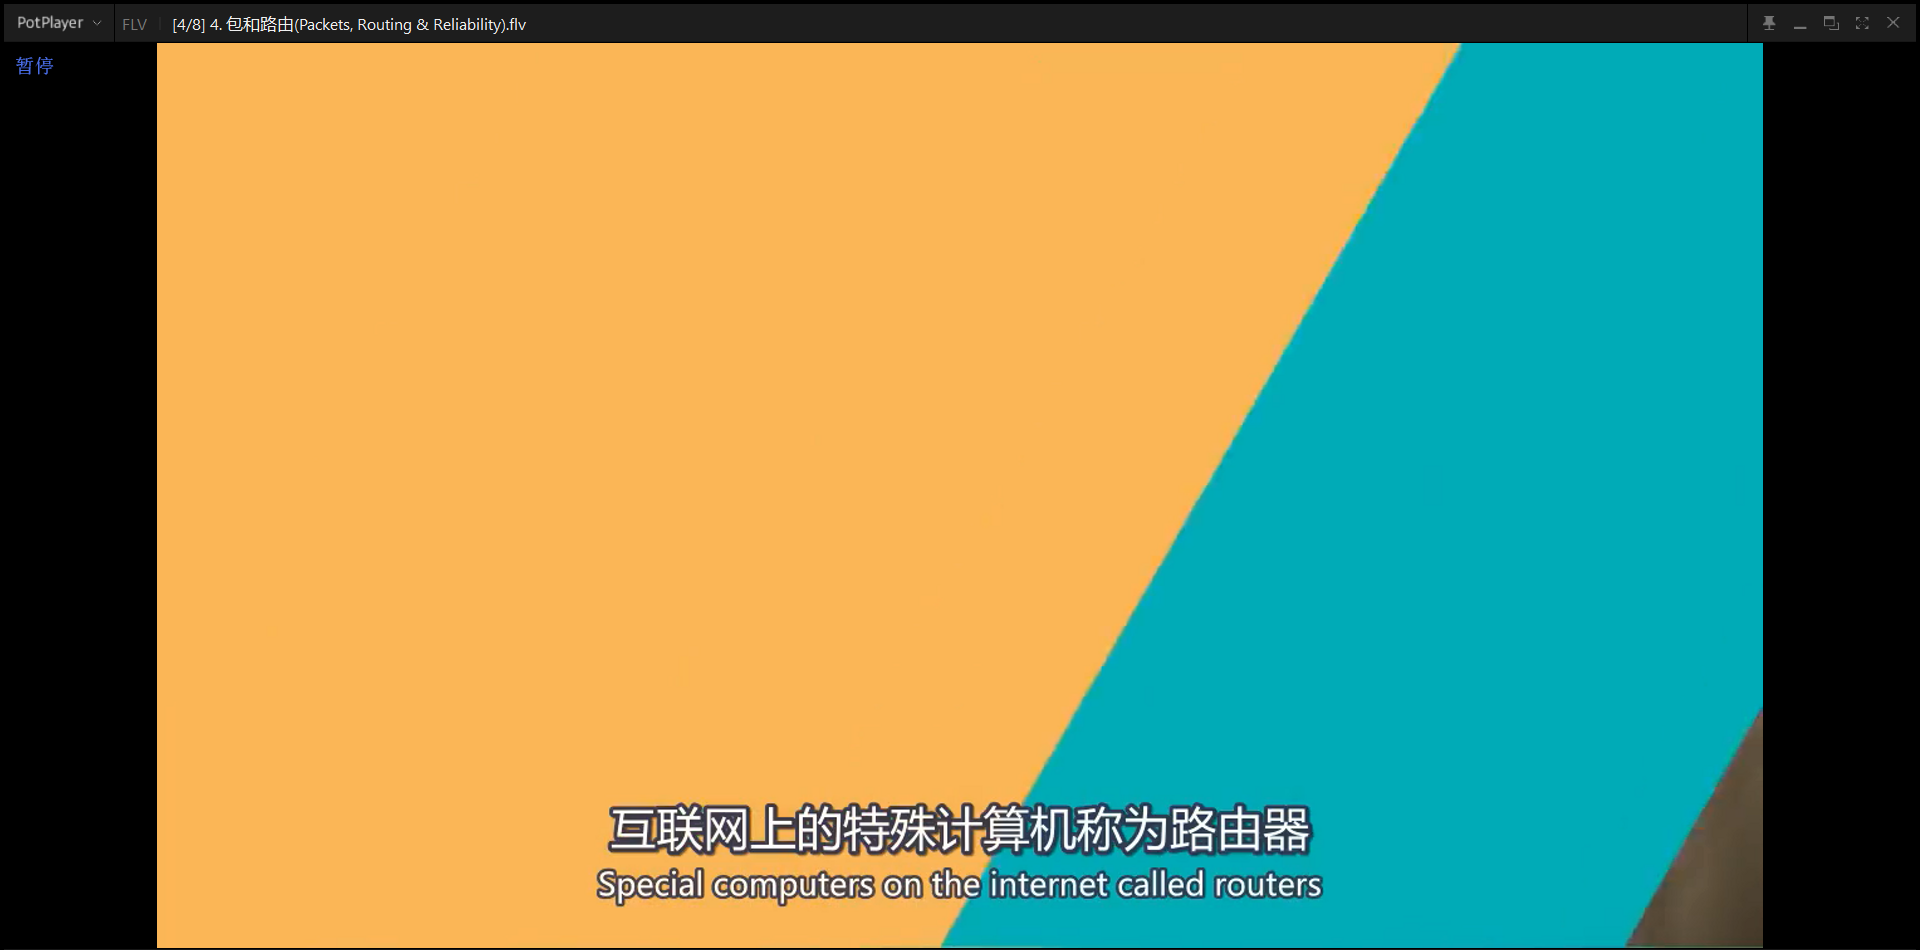 PotPlayer FLV [4/8] 4. 包和路由(Packets, Routing & Reliability).flv
暂停
互联网上的特殊计算机称为路由器
Special computers on the internet called routers